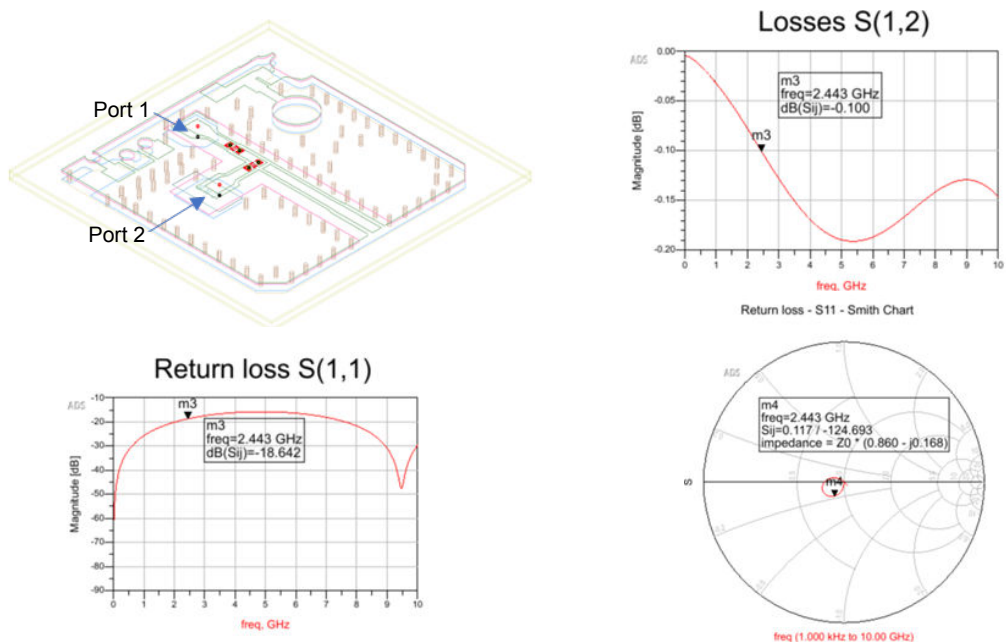 Port 1
Port 2
Losses S(1,2)
ADS
m3
freq=2.443 GHz
dB(Sij)=-0.100
m3
Magnitude [dB]
0.00
-0.05
-0.10
-0.15
-0.20
0 1 2 3 4 5 6 7 8 9 10
freq, GHz
Return loss S(1,1)
ADS
m3
m3
freq=2.443 GHz
dB(Sij)=-18.642
Magnitude [dB]
-10
-20
-30
-40
-50
-60
-70
-80
-90
0 1 2 3 4 5 6 7 8 9 10
freq, GHz
Return loss - S11 - Smith Chart
ADS
m4
freq=2.443 GHz
Sij=0.117 / -124.693
impedance = Z0 * (0.860 - j0.168)
m4
S
freq (1.000 kHz to 10.00 GHz)